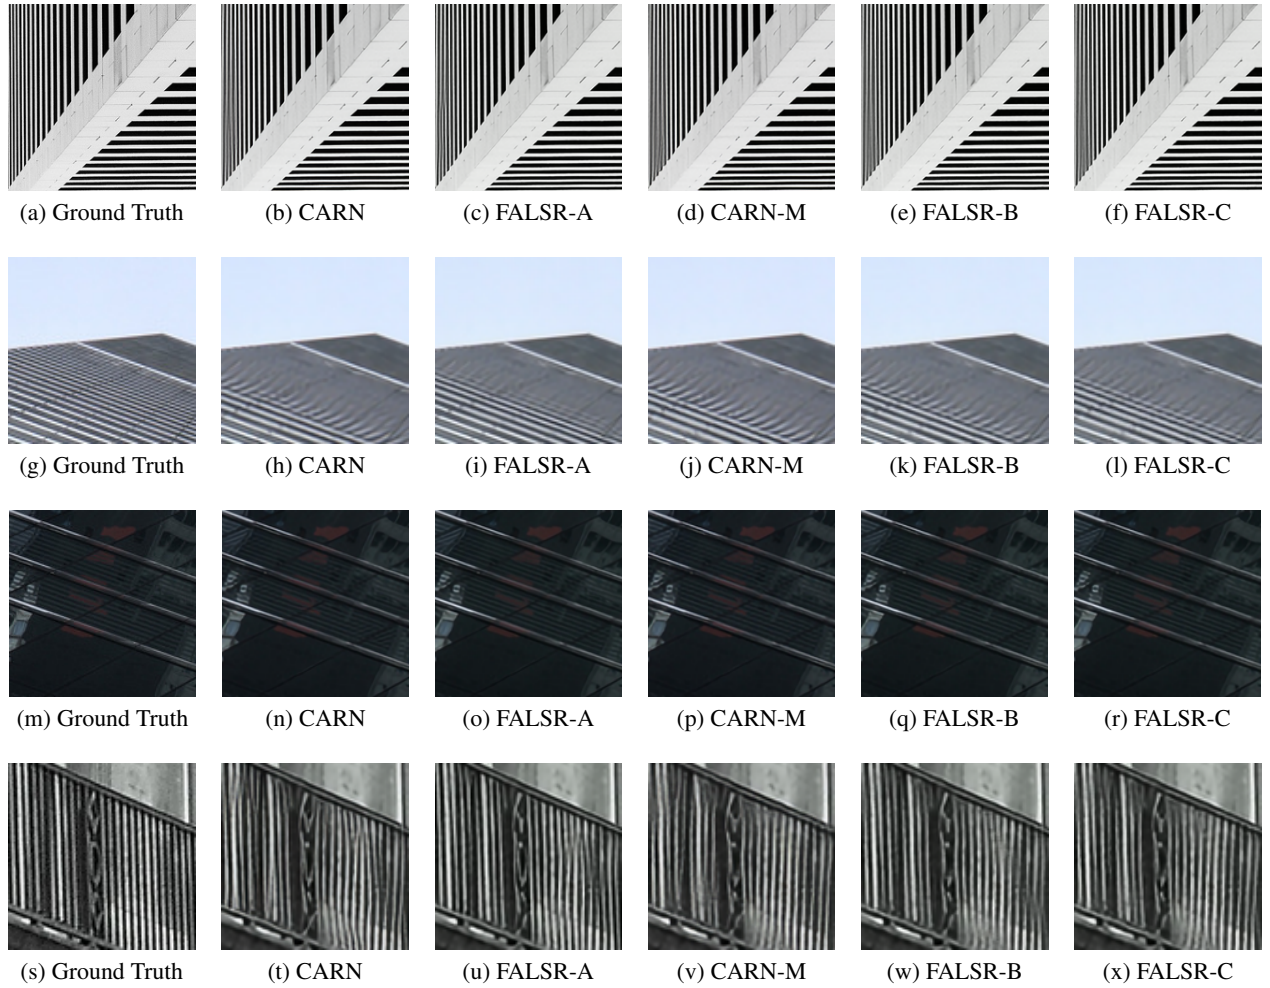 (a) Ground Truth (b) CARN (c) FALSR-A (d) CARN-M (e) FALSR-B (f) FALSR-C
(g) Ground Truth (h) CARN (i) FALSR-A (j) CARN-M (k) FALSR-B (l) FALSR-C
(m) Ground Truth (n) CARN (o) FALSR-A (p) CARN-M (q) FALSR-B (r) FALSR-C
(s) Ground Truth (t) CARN (u) FALSR-A (v) CARN-M (w) FALSR-B (x) FALSR-C